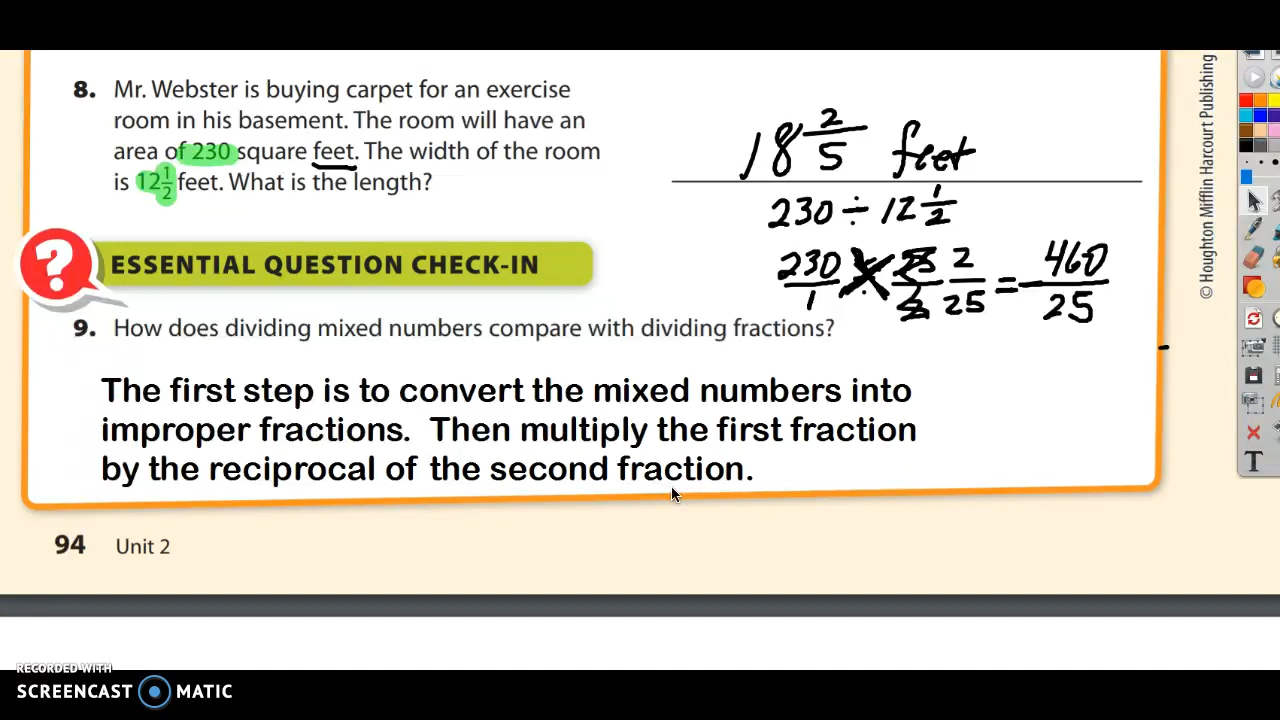 8. Mr. Webster is buying carpet for an exercise
room in his basement. The room will have an
area of 230 square feet. The width of the room
is 12 1/2 feet. What is the length?
18 2/5 feet
230 ÷ 12 1/2
230/1 × 25/2 2/25 = 460/25
ESSENTIAL QUESTION CHECK-IN
9. How does dividing mixed numbers compare with dividing fractions?
The first step is to convert the mixed numbers into
improper fractions. Then multiply the first fraction
by the reciprocal of the second fraction.
94 Unit 2
© Houghton Mifflin Harcourt Publishing
RECORDED WITH
SCREENCAST MATIC